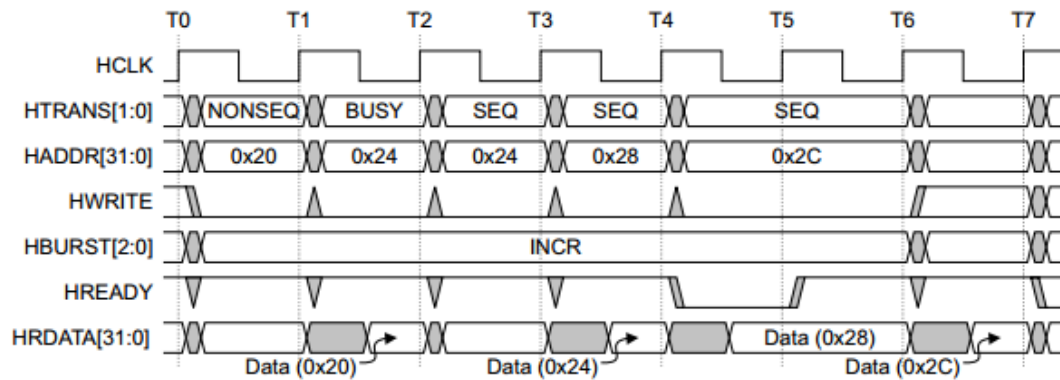 T0 T1 T2 T3 T4 T5 T6 T7
HCLK
HTRANS[1:0] NONSEQ BUSY SEQ SEQ SEQ
HADDR[31:0] 0x20 0x24 0x24 0x28 0x2C
HWRITE
HBURST[2:0] INCR
HREADY
HRDATA[31:0] Data (0x28)
Data (0x20) Data (0x24) Data (0x2C)